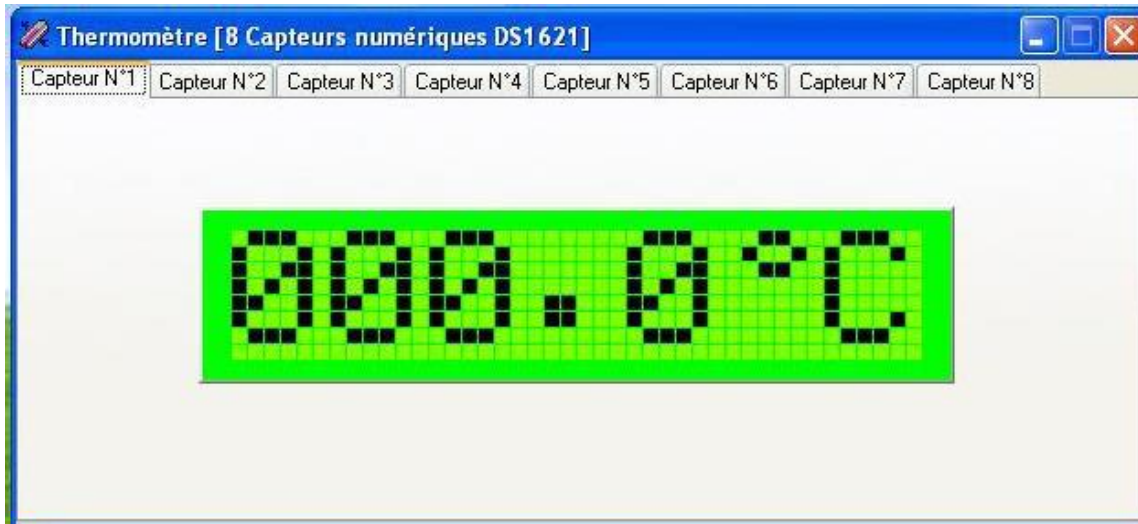 Thermomètre [8 Capteurs numériques DS1621]
Capteur N°1 Capteur N°2 Capteur N°3 Capteur N°4 Capteur N°5 Capteur N°6 Capteur N°7 Capteur N°8
000.0°C